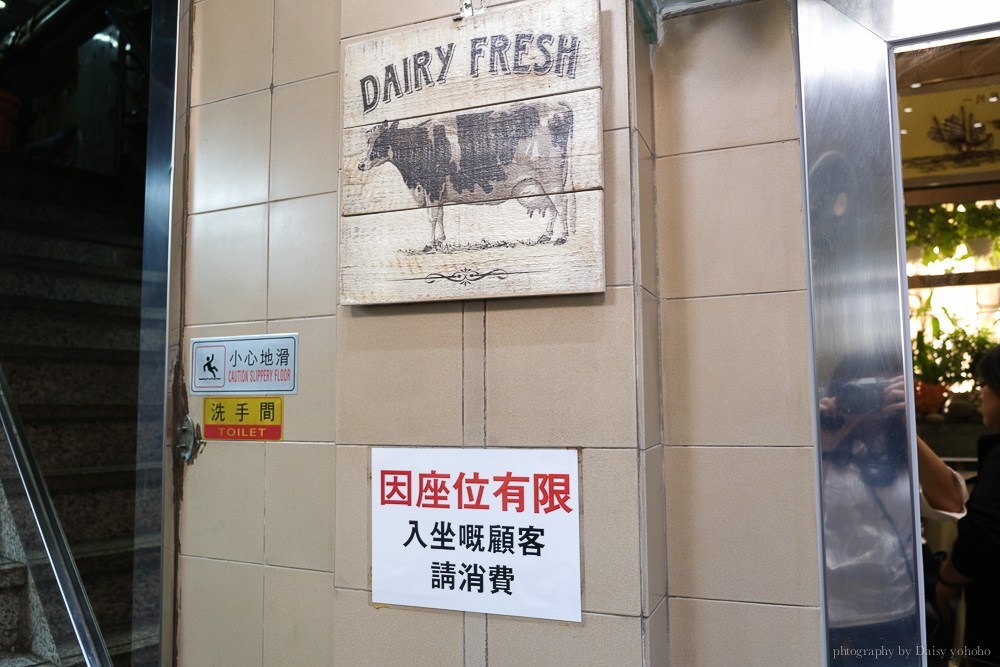 DAIRY FRESH
小心地滑
CAUTION SLIPPERY FLOOR
洗手間
TOILET
因座位有限
入坐嘅顧客
請消費
photography by Daisy yohoho